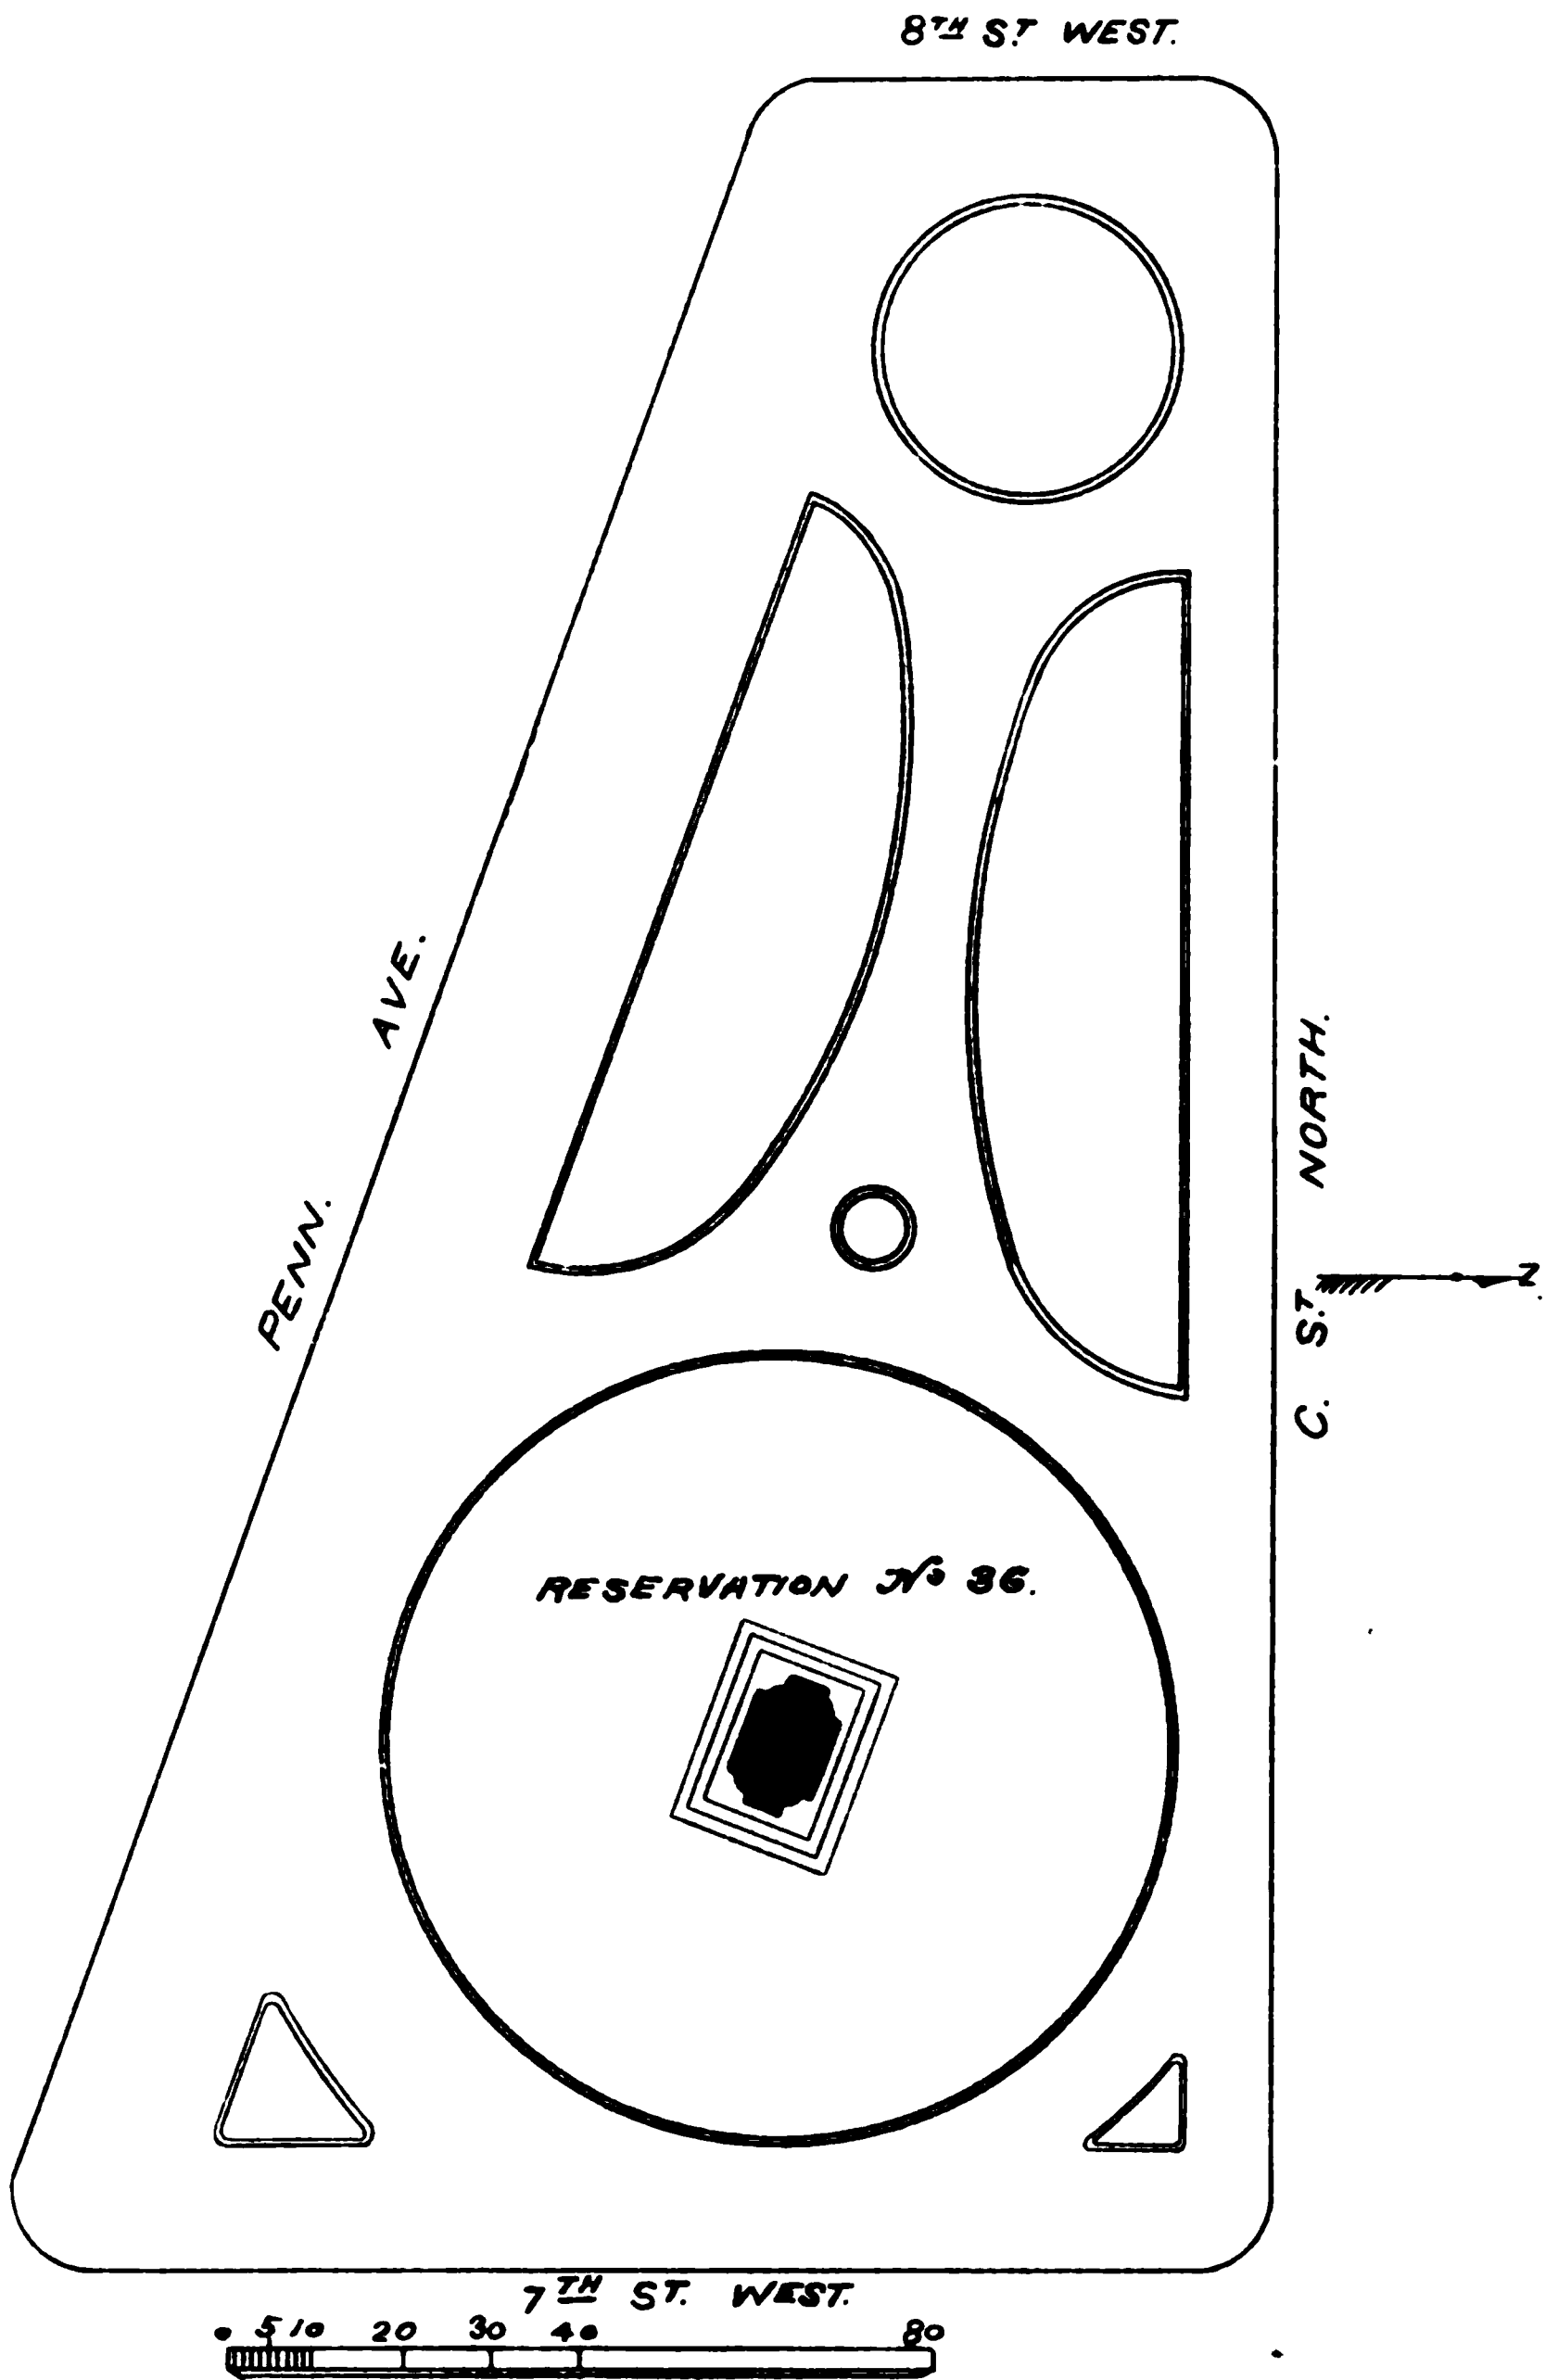 8TH ST. WEST.
PENN. AVE.
C. ST. NORTH.
RESERVATION No 36.
7TH ST. WEST.
0 5 10 20 30 40 80